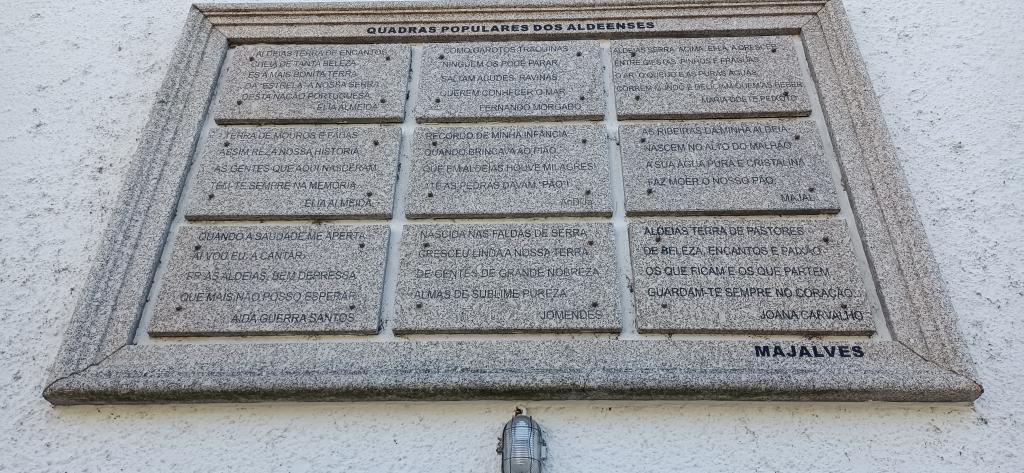 QUADRAS POPULARES DOS ALDEENSES
ALDEIAS TERRA DE ENCANTOS
CHEIA DE TANTA BELEZA
ÉS A MAIS BONITA TERRA
DA "ESTRELA" A NOSSA SERRA
DESTA NAÇÃO PORTUGUESA
ELIA ALMEIDA
COMO GAROTOS TRAQUINAS
NINGUÉM OS PODE PARAR
SALTAM AÇUDES, RAVINAS
QUEREM CONHECER O MAR
FERNANDO MORGADO
ALDEIAS SERRA ACIMA
ENTRE PINHOS E FRAGUAS
O AR, O QUEIJO E AS PURAS ÁGUAS
MARIA ODETE PEIXOTO
TERRA DE MOUROS E FADAS
ASSIM REZA NOSSA HISTÓRIA
AS GENTES QUE AQUI NASCERAM
TEM-TE SEMPRE NA MEMÓRIA
ELIA ALMEIDA
RECORDO DE MINHA INFÂNCIA
QUANDO BRINCAVA AO PIÃO
QUE EM ALDEIAS HOUVE MILAGRES
TÉ AS PEDRAS DAVAM "PÃO"!
AS RIBEIRAS DA MINHA ALDEIA
NASCEM NO ALTO DO MALHÃO
A SUA ÁGUA PURA E CRISTALINA
FAZ MOER O NOSSO PÃO
MAJAL
QUANDO A SAUDADE ME APERTA
AÍ VOU EU, A CANTAR,
P'RAS ALDEIAS, BEM DEPRESSA
QUE MAIS NÃO POSSO ESPERAR
AIDA GUERRA SANTOS
NASCIDA NAS FALDAS DE SERRA
CRESCEU LINDA A NOSSA TERRA
DE GENTES DE GRANDE NOBREZA
ALMAS DE SUBLIME PUREZA
JOMENDES
ALDEIAS TERRA DE PASTORES
DE BELEZA, ENCANTOS E PAIXÃO
OS QUE FICAM E OS QUE PARTEM
GUARDAM-TE SEMPRE NO CORAÇÃO...
JOANA CARVALHO
MAJALVES